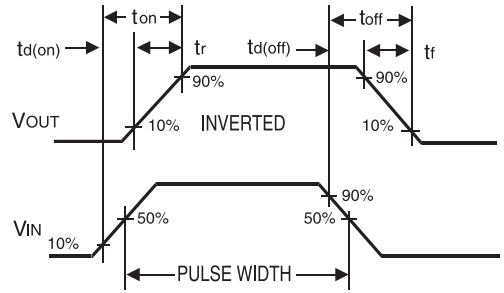 ton toff
td(on) tr td(off) tf
90% 90%
VOUT 10% INVERTED 10%
90%
50% 50%
VIN
10%
PULSE WIDTH